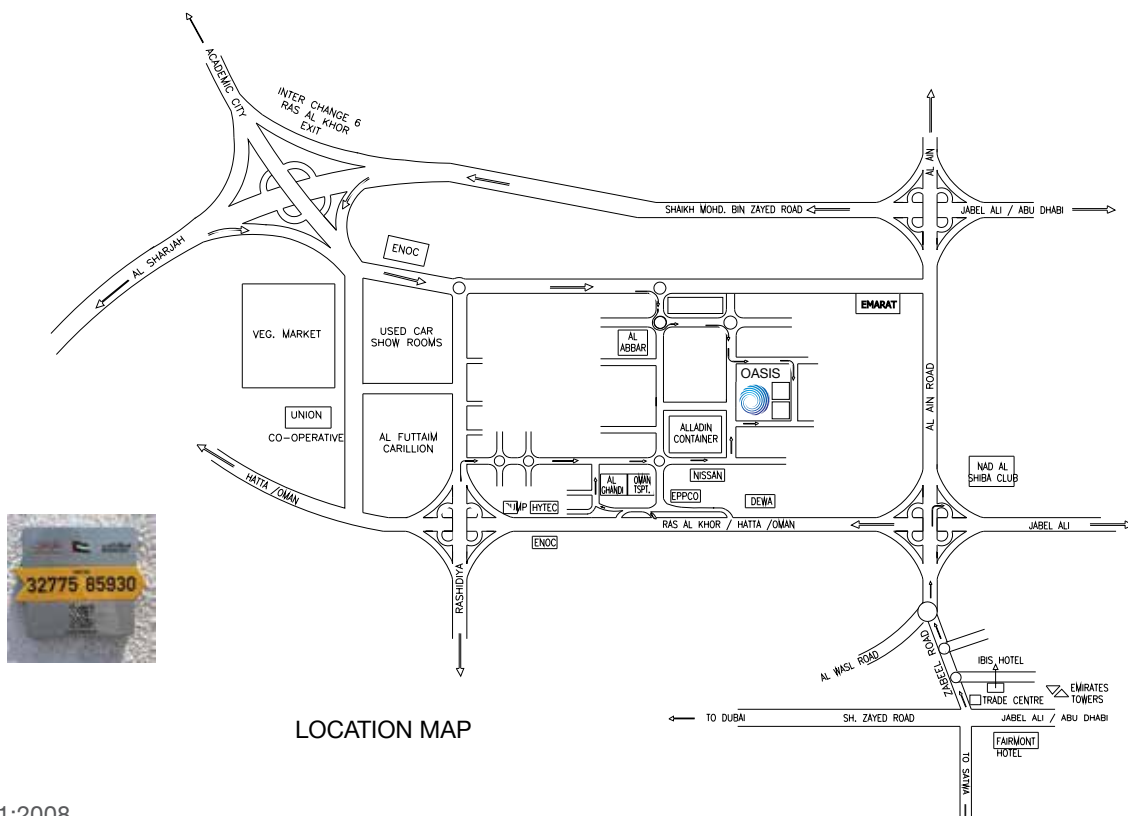 ACADEMIC CITY
INTER CHANGE 6
RAS AL KHOR
EXIT
AL AIN
SHAIKH MOHD. BIN ZAYED ROAD
JABEL ALI / ABU DHABI
AL SHARJAH
ENOC
EMARAT
VEG. MARKET
USED CAR
SHOW ROOMS
AL
ABBAR
OASIS
AL AIN ROAD
UNION
CO-OPERATIVE
AL FUTTAIM
CARILLION
ALLADIN
CONTAINER
HATTA /OMAN
NISSAN
NAD AL
SHIBA CLUB
AL
GHANDI
OMAN
TSPT.
EPPCO
DEWA
HYTEC
RAS AL KHOR / HATTA /OMAN
JABEL ALI
ENOC
32775 85930
RASHIDIYA
AL WASL ROAD
ZABEEL ROAD
IBIS HOTEL
TRADE CENTRE
EMIRATES
TOWERS
LOCATION MAP
TO DUBAI
SH. ZAYED ROAD
JABEL ALI / ABU DHABI
FAIRMONT
HOTEL
TO SATWA
1:2008